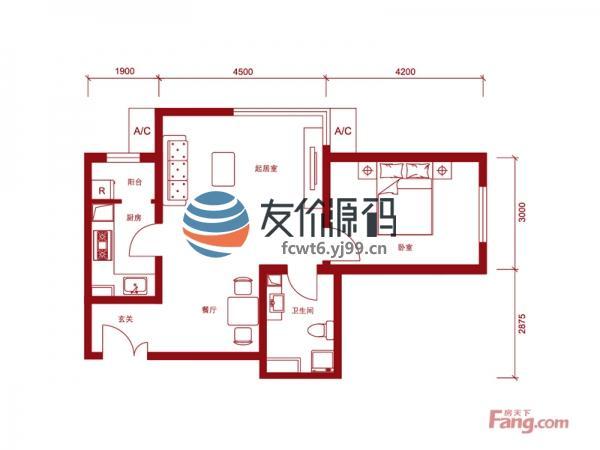 1900 4500 4200
A/C
A/C
阳台
R
起居室
厨房
卧室
3000
友价源码
fcwt6.yj99.cn
餐厅
玄关
卫生间
2875
房天下
Fang.com